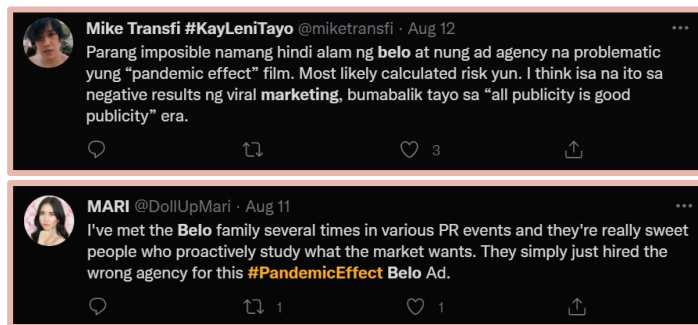 Mike Transfi #KayLeniTayo @miketransfi · Aug 12
Parang imposible namang hindi alam ng belo at nung ad agency na problematic
yung “pandemic effect” film. Most likely calculated risk yun. I think isa na ito sa
negative results ng viral marketing, bumabalik tayo sa “all publicity is good
publicity” era.
3
MARI @DollUpMari · Aug 11
I've met the Belo family several times in various PR events and they're really sweet
people who proactively study what the market wants. They simply just hired the
wrong agency for this #PandemicEffect Belo Ad.
1 1